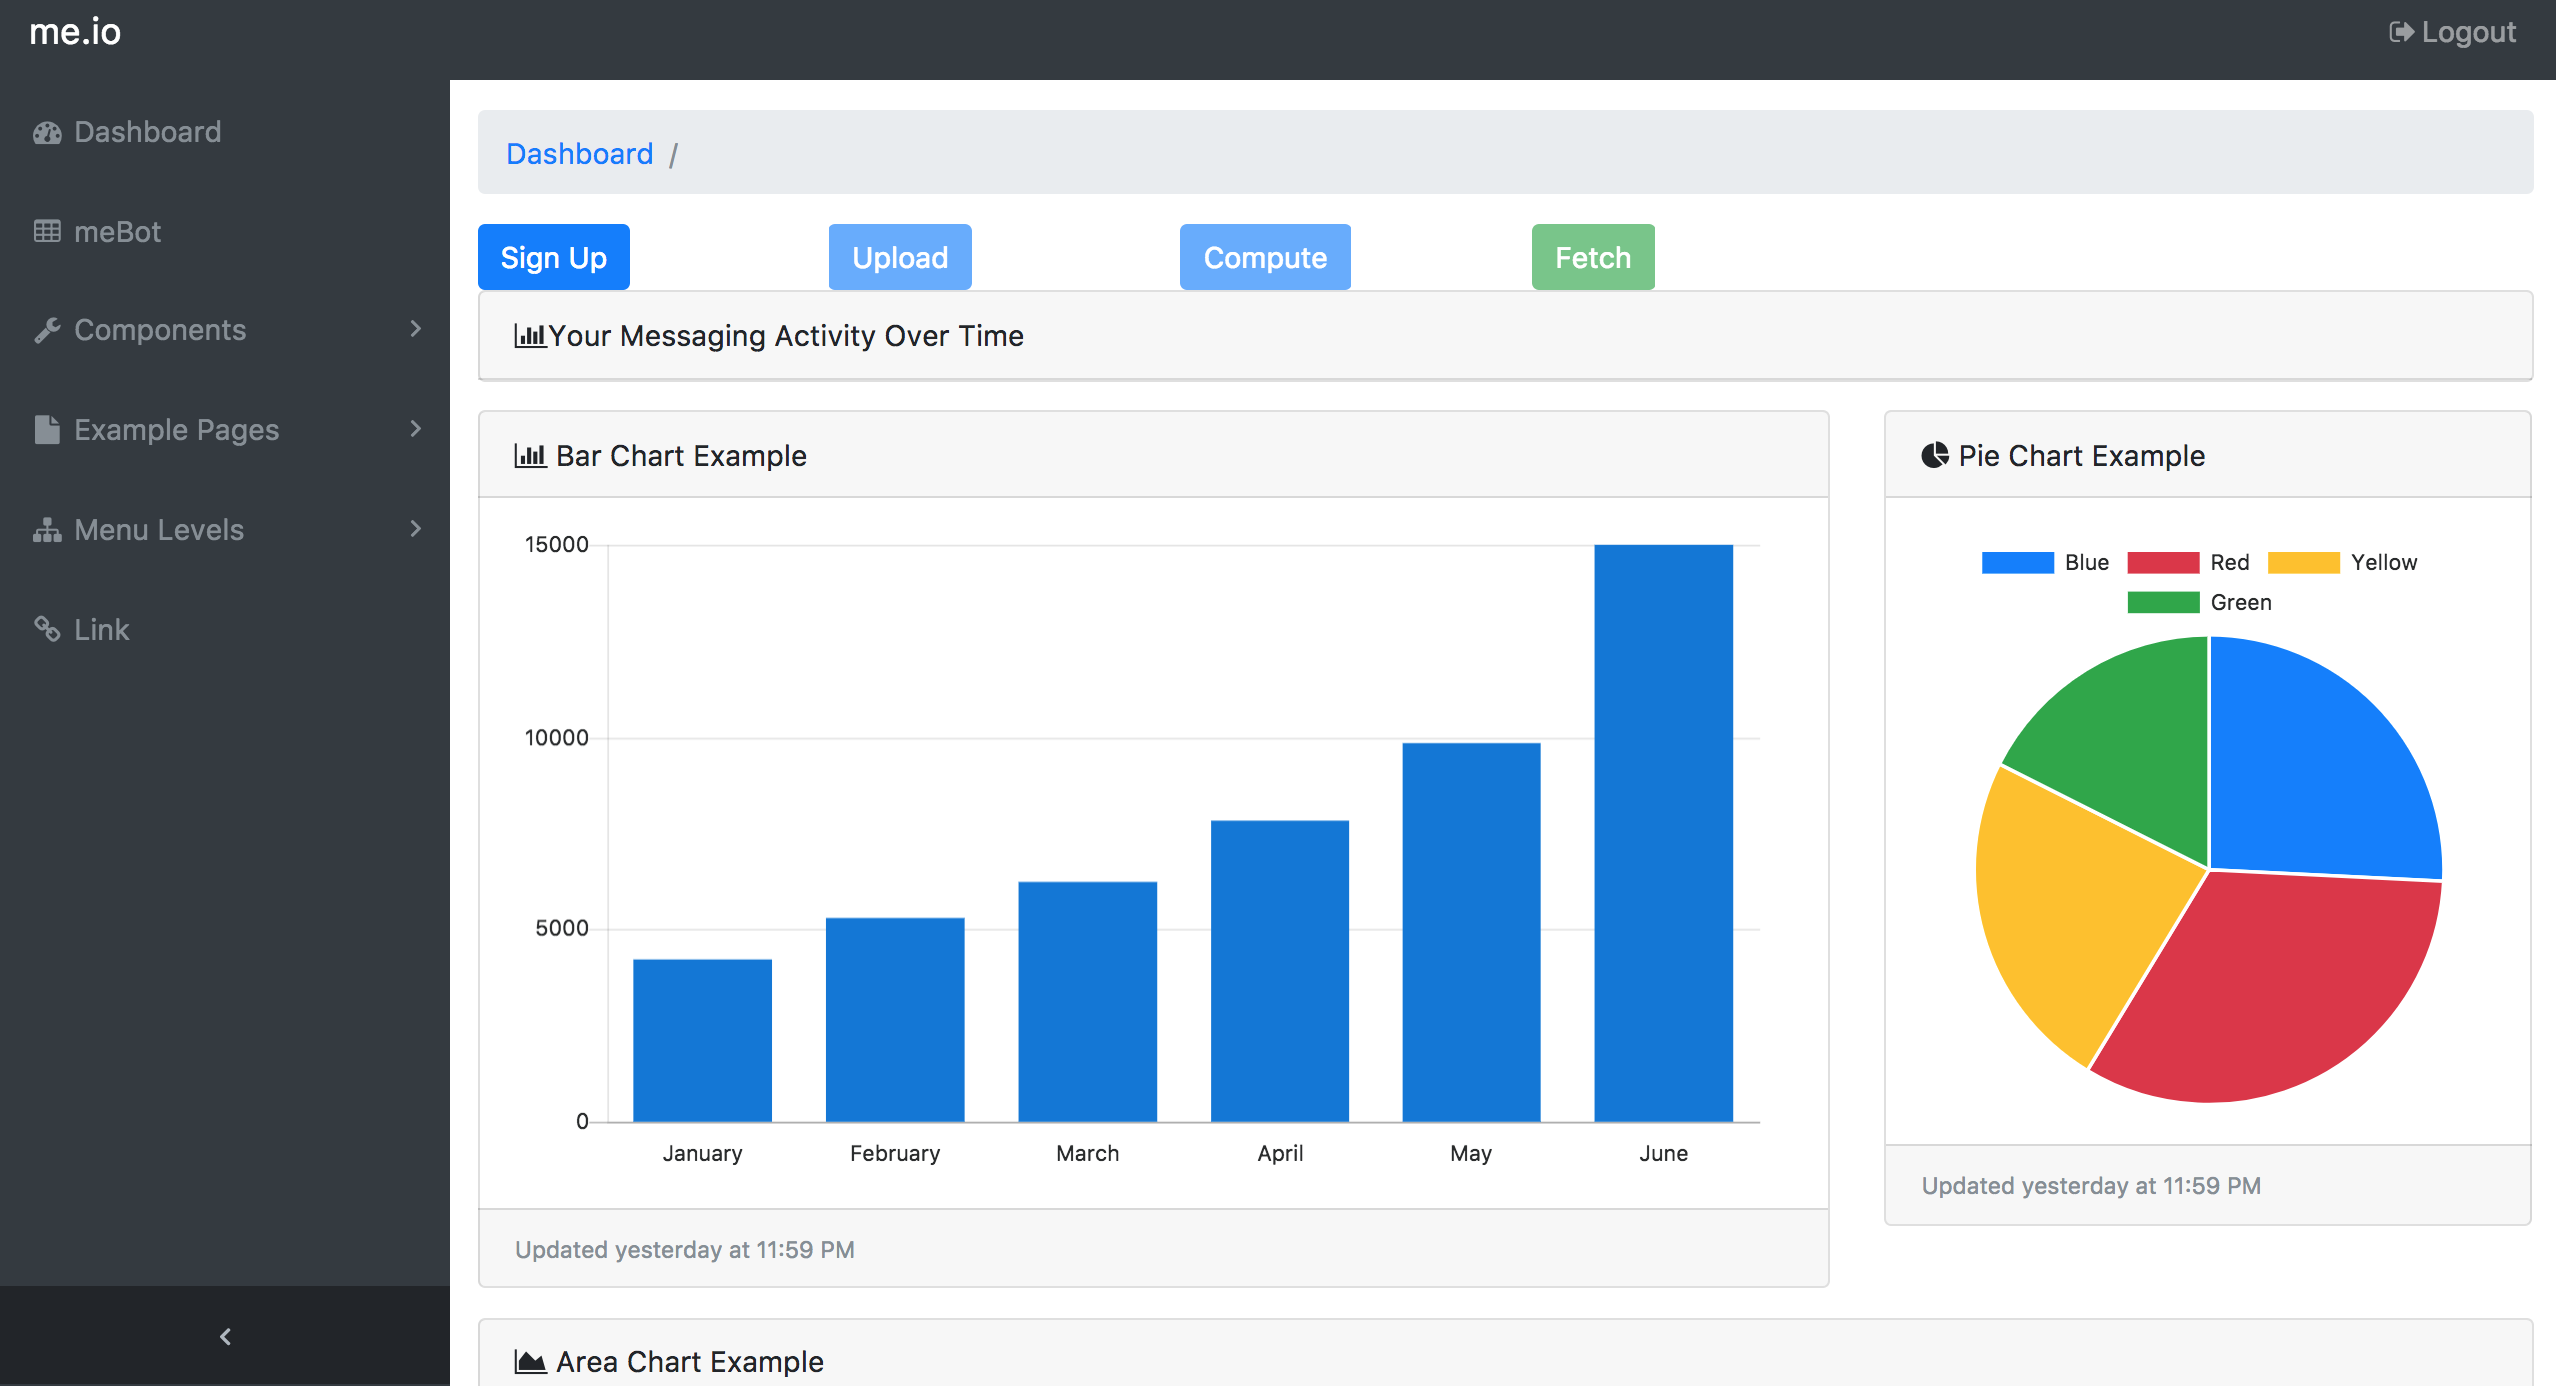 me.io
Logout
Dashboard
meBot
Components
Example Pages
Menu Levels
Link
Dashboard /
Sign Up
Upload
Compute
Fetch
Your Messaging Activity Over Time
Bar Chart Example
15000
10000
5000
0
January February March April May June
Updated yesterday at 11:59 PM
Pie Chart Example
Blue Red Yellow
Green
Updated yesterday at 11:59 PM
Area Chart Example